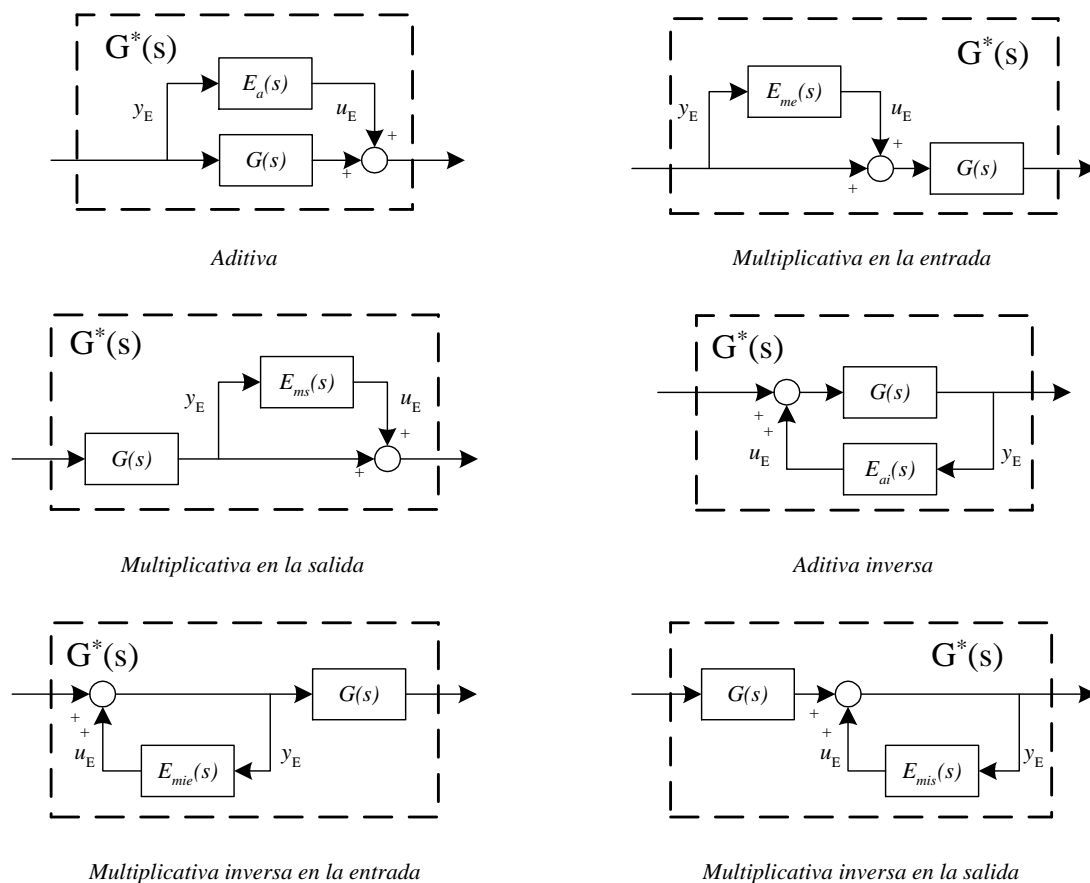 G*(s)
E_a(s)
y_E
u_E
+
G(s)
+
Aditiva
G*(s)
E_me(s)
y_E
u_E
+
+
G(s)
Multiplicativa en la entrada
G*(s)
E_ms(s)
y_E
u_E
+
G(s)
+
Multiplicativa en la salida
G*(s)
G(s)
+
+
u_E
E_ai(s)
y_E
Aditiva inversa
G*(s)
G(s)
+
+
u_E
E_mie(s)
y_E
Multiplicativa inversa en la entrada
G*(s)
G(s)
+
+
u_E
E_mis(s)
y_E
Multiplicativa inversa en la salida